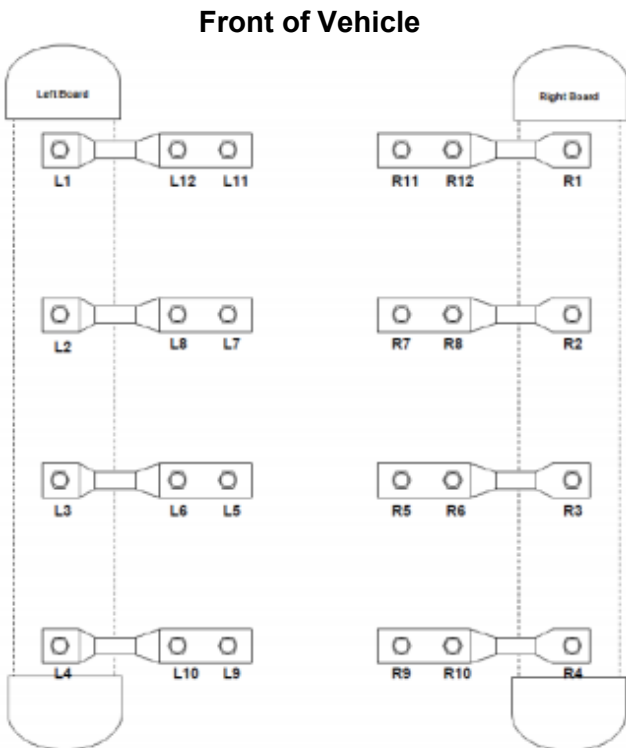 Front of Vehicle
Left Board
Right Board
L1 L12 L11 R11 R12 R1
L2 L8 L7 R7 R8 R2
L3 L6 L5 R5 R6 R3
L4 L10 L9 R9 R10 R4